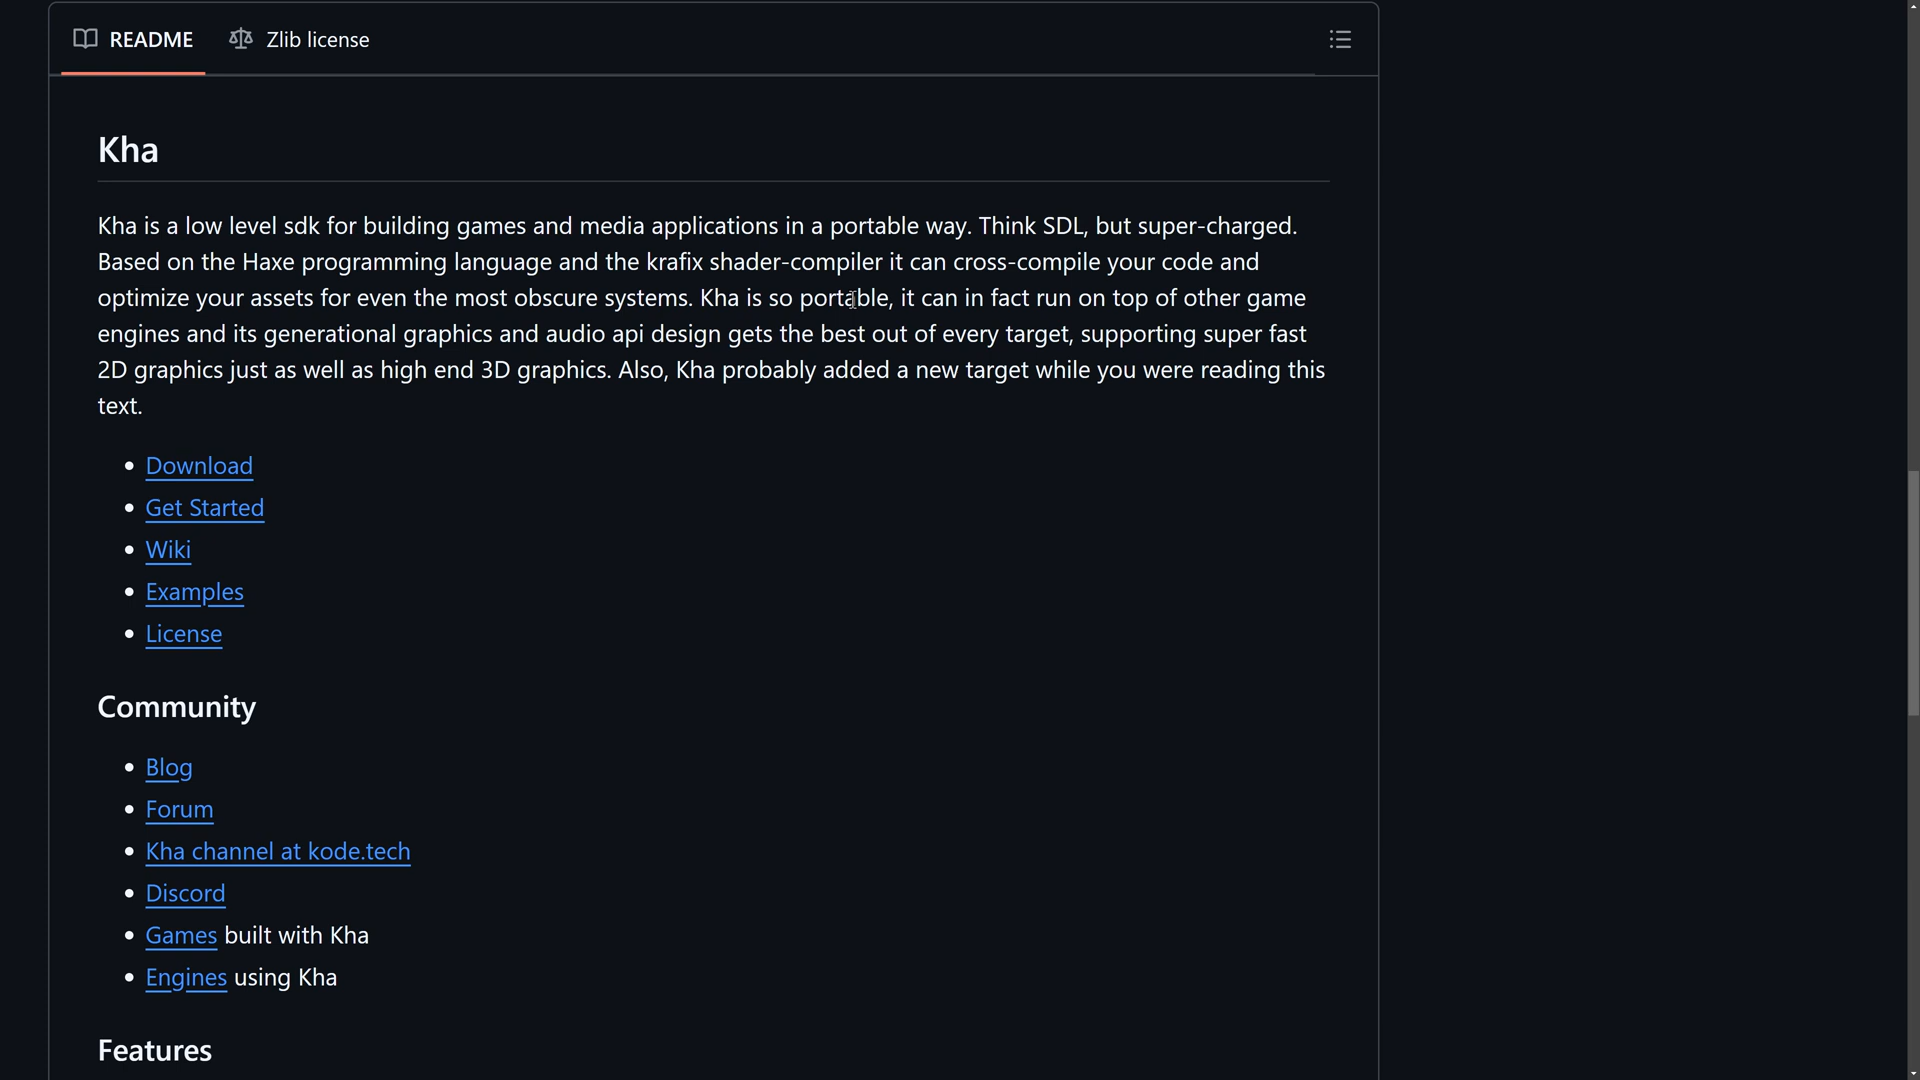 README
Zlib license
Kha
Kha is a low level sdk for building games and media applications in a portable way. Think SDL, but super-charged.
Based on the Haxe programming language and the krafix shader-compiler it can cross-compile your code and
optimize your assets for even the most obscure systems. Kha is so portable, it can in fact run on top of other game
engines and its generational graphics and audio api design gets the best out of every target, supporting super fast
2D graphics just as well as high end 3D graphics. Also, Kha probably added a new target while you were reading this
text.
Download
Get Started
Wiki
Examples
License
Community
Blog
Forum
Kha channel at kode.tech
Discord
Games built with Kha
Engines using Kha
Features